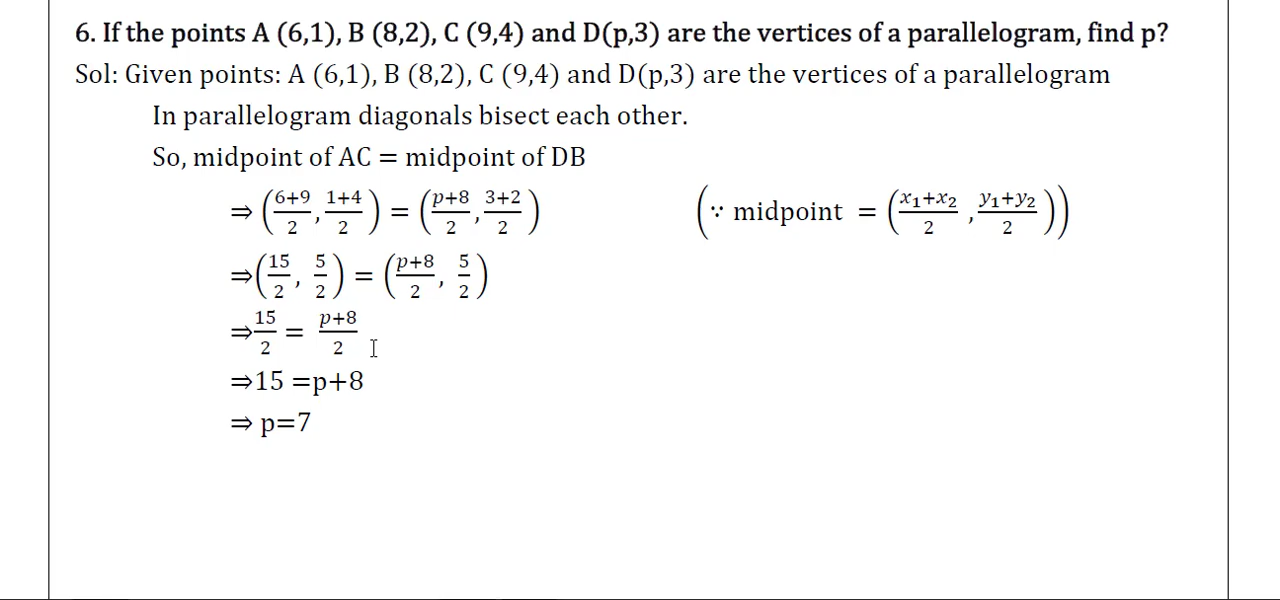 6. If the points A (6,1), B (8,2), C (9,4) and D(p,3) are the vertices of a parallelogram, find p?
Sol: Given points: A (6,1), B (8,2), C (9,4) and D(p,3) are the vertices of a parallelogram
In parallelogram diagonals bisect each other.
So, midpoint of AC = midpoint of DB
⇒ (6+9/2, 1+4/2) = (p+8/2, 3+2/2) (∵ midpoint = (x₁+x₂/2, y₁+y₂/2))
⇒(15/2, 5/2) = (p+8/2, 5/2)
⇒15/2 = p+8/2
⇒15 =p+8
⇒ p=7